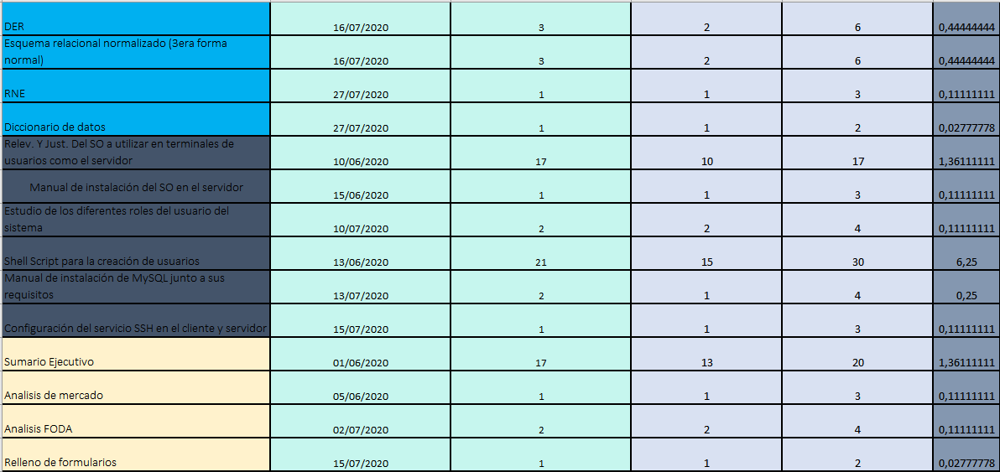 DER 16/07/2020 3 2 6 0,44444444
Esquema relacional normalizado (3era forma
normal) 16/07/2020 3 2 6 0,44444444
RNE 27/07/2020 1 1 3 0,11111111
Diccionario de datos 27/07/2020 1 1 2 0,02777778
Relev. Y Just. Del SO a utilizar en terminales de
usuarios como el servidor 10/06/2020 17 10 17 1,36111111
Manual de instalación del SO en el servidor 15/06/2020 1 1 3 0,11111111
Estudio de los diferentes roles del usuario del
sistema 10/07/2020 2 2 4 0,11111111
Shell Script para la creación de usuarios 13/06/2020 21 15 30 6,25
Manual de instalación de MySQL junto a sus
requisitos 13/07/2020 2 1 4 0,25
Configuración del servicio SSH en el cliente y servidor 15/07/2020 1 1 3 0,11111111
Sumario Ejecutivo 01/06/2020 17 13 20 1,36111111
Analisis de mercado 05/06/2020 1 1 3 0,11111111
Analisis FODA 02/07/2020 2 2 4 0,11111111
Relleno de formularios 15/07/2020 1 1 2 0,02777778